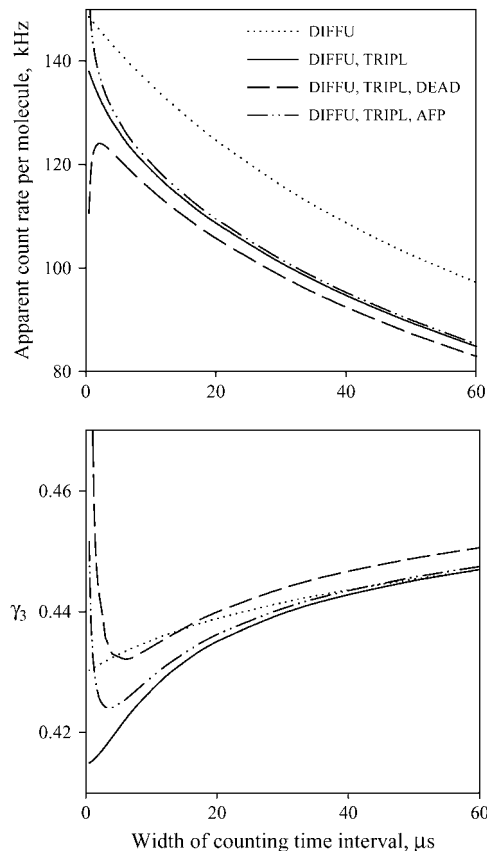 Apparent count rate per molecule, kHz
140
120
100
80
DIFFU
DIFFU, TRIPL
DIFFU, TRIPL, DEAD
DIFFU, TRIPL, AFP
0
20
40
60
γ3
0.46
0.44
0.42
0
20
40
60
Width of counting time interval, μs